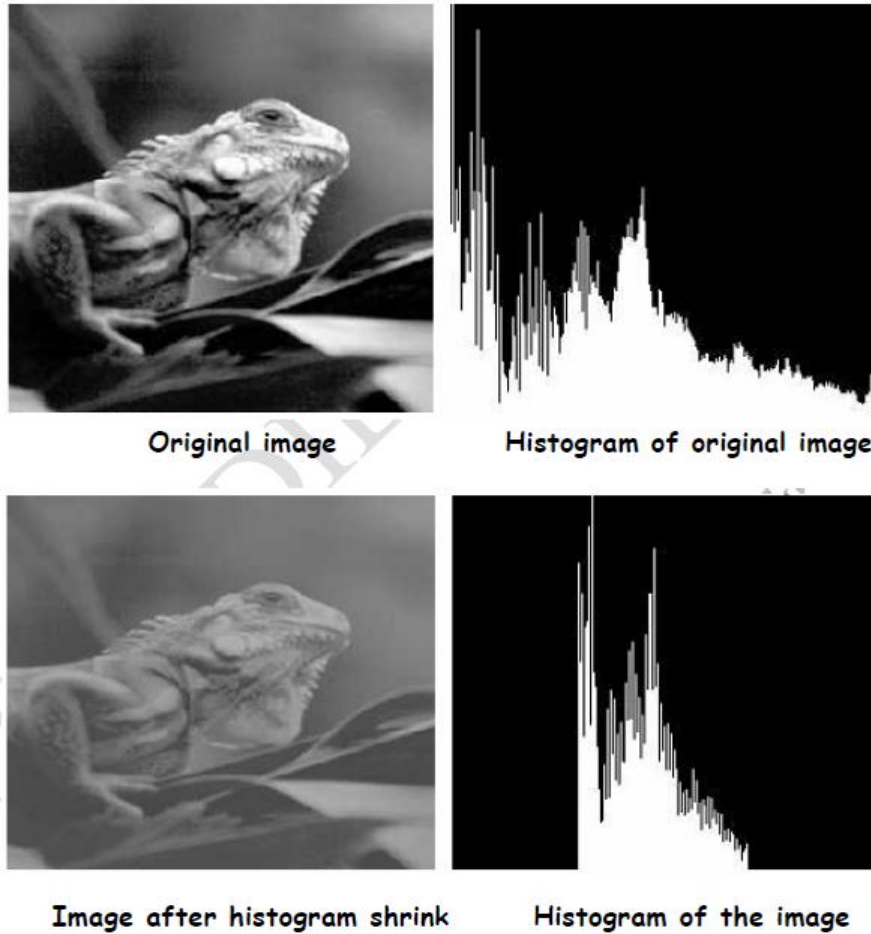 Original image
Histogram of original image
Image after histogram shrink
Histogram of the image